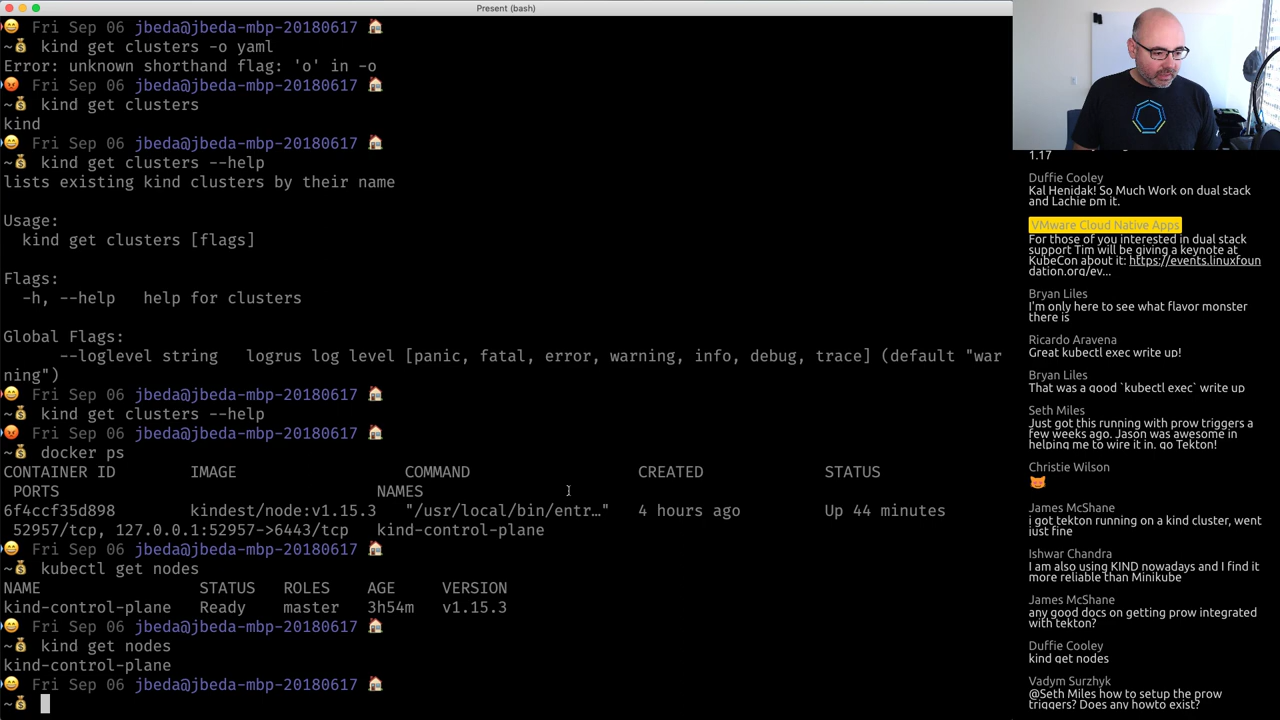 Present (bash)
Fri Sep 06 jbeda@jbeda-mbp-20180617
~ kind get clusters -o yaml
Error: unknown shorthand flag: 'o' in -o
Fri Sep 06 jbeda@jbeda-mbp-20180617
~ kind get clusters
kind
Fri Sep 06 jbeda@jbeda-mbp-20180617
~ kind get clusters --help
lists existing kind clusters by their name
Usage:
kind get clusters [flags]
Flags:
-h, --help help for clusters
Global Flags:
--loglevel string logrus log level [panic, fatal, error, warning, info, debug, trace] (default "war
ning")
Fri Sep 06 jbeda@jbeda-mbp-20180617
~ kind get clusters --help
Fri Sep 06 jbeda@jbeda-mbp-20180617
~ docker ps
CONTAINER ID IMAGE COMMAND CREATED STATUS
PORTS NAMES
6f4ccf35d898 kindest/node:v1.15.3 "/usr/local/bin/entr…" 4 hours ago Up 44 minutes
52957/tcp, 127.0.0.1:52957->6443/tcp kind-control-plane
Fri Sep 06 jbeda@jbeda-mbp-20180617
~ kubectl get nodes
NAME STATUS ROLES AGE VERSION
kind-control-plane Ready master 3h54m v1.15.3
Fri Sep 06 jbeda@jbeda-mbp-20180617
~ kind get nodes
kind-control-plane
Fri Sep 06 jbeda@jbeda-mbp-20180617
~
1.17
Duffie Cooley
Kal Henidak! So Much Work on dual stack
and Lachie pm it.
VMware Cloud Native Apps
For those of you interested in dual stack
support Tim will be giving a keynote at
KubeCon about it: https://events.linuxfoun
dation.org/ev...
Bryan Liles
I'm only here to see what flavor monster
there is
Ricardo Aravena
Great kubectl exec write up!
Bryan Liles
That was a good `kubectl exec` write up
Seth Miles
Just got this running with prow triggers a
few weeks ago. Jason was awesome in
helping me to wire it in. go Tekton!
Christie Wilson
James McShane
i got tekton running on a kind cluster, went
just fine
Ishwar Chandra
I am also using KIND nowadays and I find it
more reliable than Minikube
James McShane
any good docs on getting prow integrated
with tekton?
Duffie Cooley
kind get nodes
Vadym Surzhyk
@Seth Miles how to setup the prow
triggers? Does any howto exist?